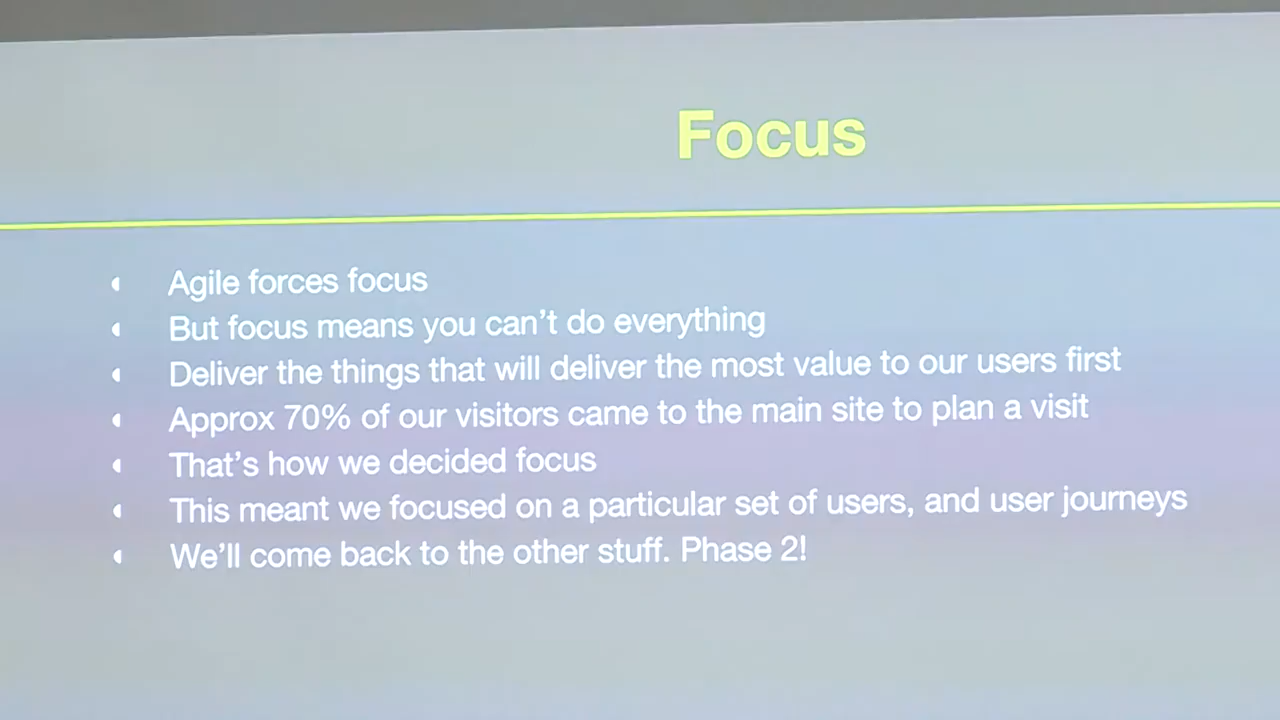 Focus
Agile forces focus
But focus means you can't do everything
Deliver the things that will deliver the most value to our users first
Approx 70% of our visitors came to the main site to plan a visit
That's how we decided focus
This meant we focused on a particular set of users, and user journeys
We'll come back to the other stuff. Phase 2!